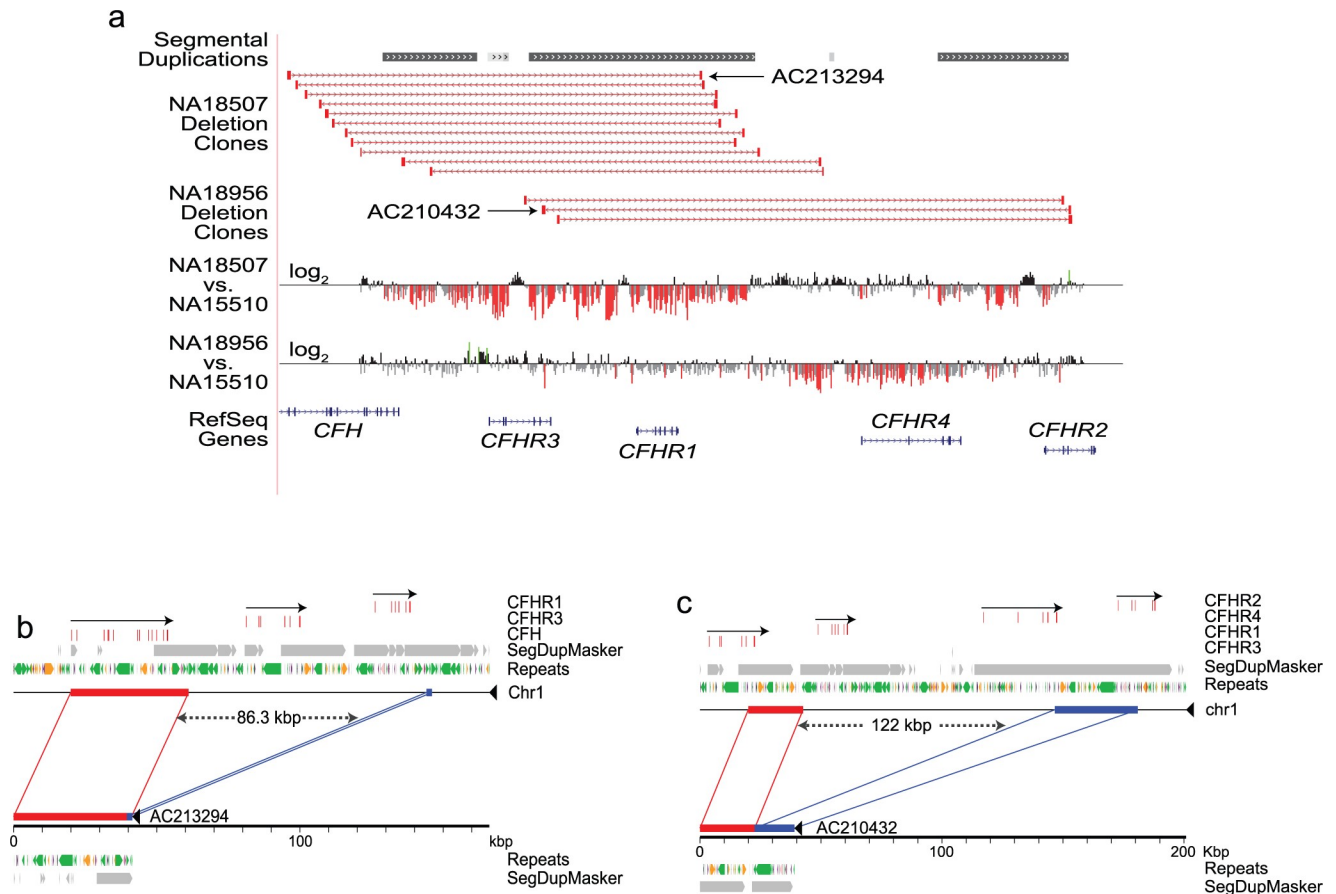 a
Segmental
Duplications
AC213294
NA18507
Deletion
Clones
NA18956
Deletion
Clones
AC210432
NA18507
vs.
NA15510
log2
NA18956
vs.
NA15510
log2
RefSeq
Genes
CFH
CFHR3
CFHR1
CFHR4
CFHR2
b
CFHR1
CFHR3
CFH
SegDupMasker
Repeats
Chr1
86.3 kbp
AC213294
0
100
kbp
Repeats
SegDupMasker
c
CFHR2
CFHR4
CFHR1
CFHR3
SegDupMasker
Repeats
chr1
122 kbp
AC210432
0
100
200
Kbp
Repeats
SegDupMasker